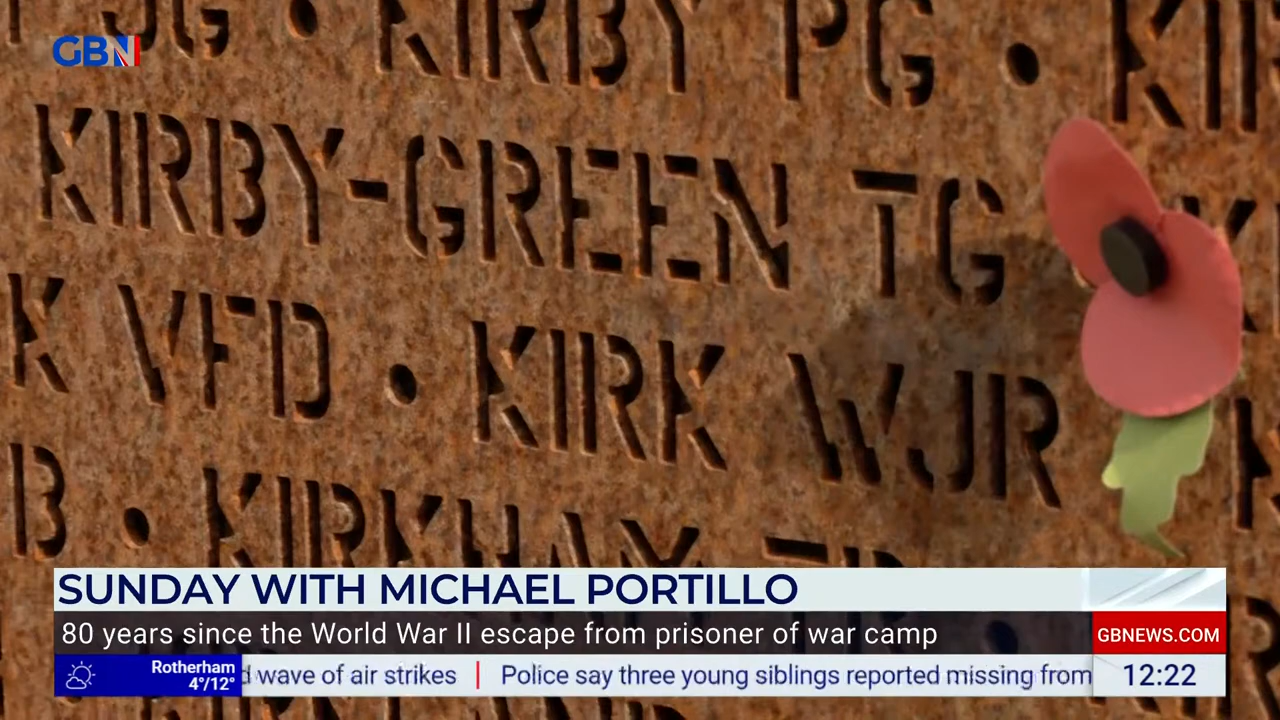 GBN
KIRBY PG • KIR
KIRBY-GREEN TG
K VFD • KIRK WJR
B • KIRKHAM
SUNDAY WITH MICHAEL PORTILLO
80 years since the World War II escape from prisoner of war camp
GBNEWS.COM
Rotherham
4°/12°
wave of air strikes | Police say three young siblings reported missing from
12:22